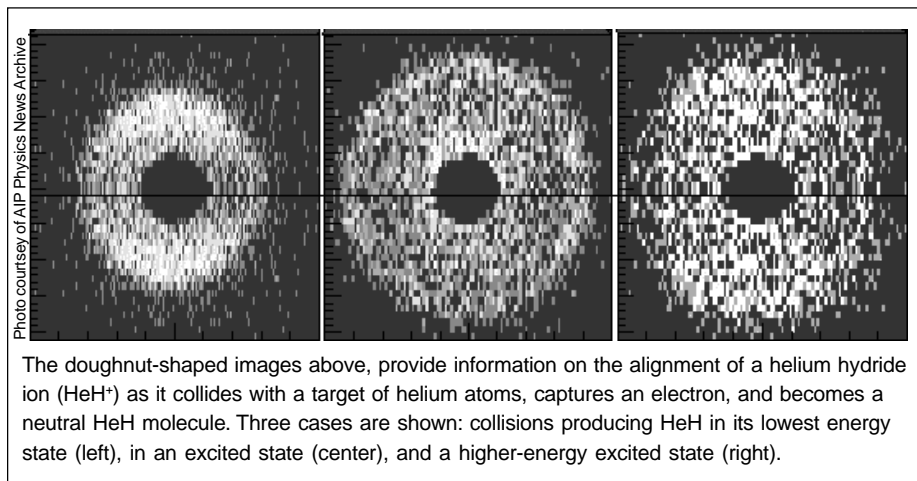 Photo courtsey of AIP Physics News Archive
The doughnut-shaped images above, provide information on the alignment of a helium hydride
ion (HeH⁺) as it collides with a target of helium atoms, captures an electron, and becomes a
neutral HeH molecule. Three cases are shown: collisions producing HeH in its lowest energy
state (left), in an excited state (center), and a higher-energy excited state (right).